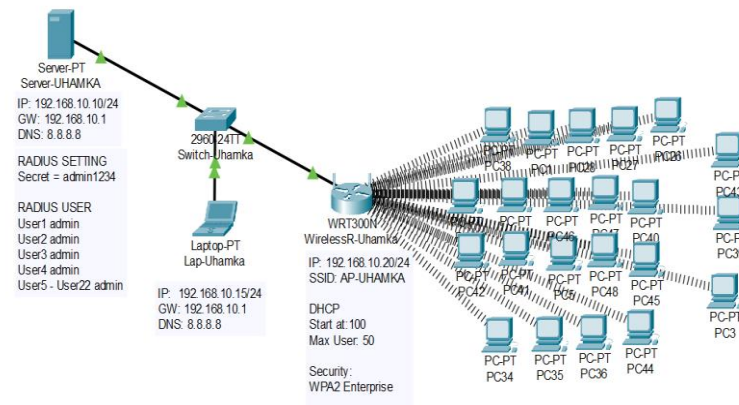 Server-PT
Server-UHAMKA
IP: 192.168.10.10/24
GW: 192.168.10.1
DNS: 8.8.8.8
RADIUS SETTING
Secret = admin1234
RADIUS USER
User1 admin
User2 admin
User3 admin
User4 admin
User5 - User22 admin
2960-24TT
Switch-Uhamka
Laptop-PT
Lap-Uhamka
IP: 192.168.10.15/24
GW: 192.168.10.1
DNS: 8.8.8.8
WRT300N
WirelessR-Uhamka
IP: 192.168.10.20/24
SSID: AP-UHAMKA
DHCP
Start at:100
Max User: 50
Security:
WPA2 Enterprise
PC-PT
PC38
PC-PT
PC1
PC-PT
PC28
PC-PT
PC27
PC-PT
PC26
PC-PT
PC-PT
PC46
PC-PT
PC47
PC-PT
PC40
PC-PT
PC42
PC-PT
PC41
PC-PT
PC5
PC-PT
PC48
PC-PT
PC45
PC-PT
PC3
PC-PT
PC34
PC-PT
PC35
PC-PT
PC36
PC-PT
PC44